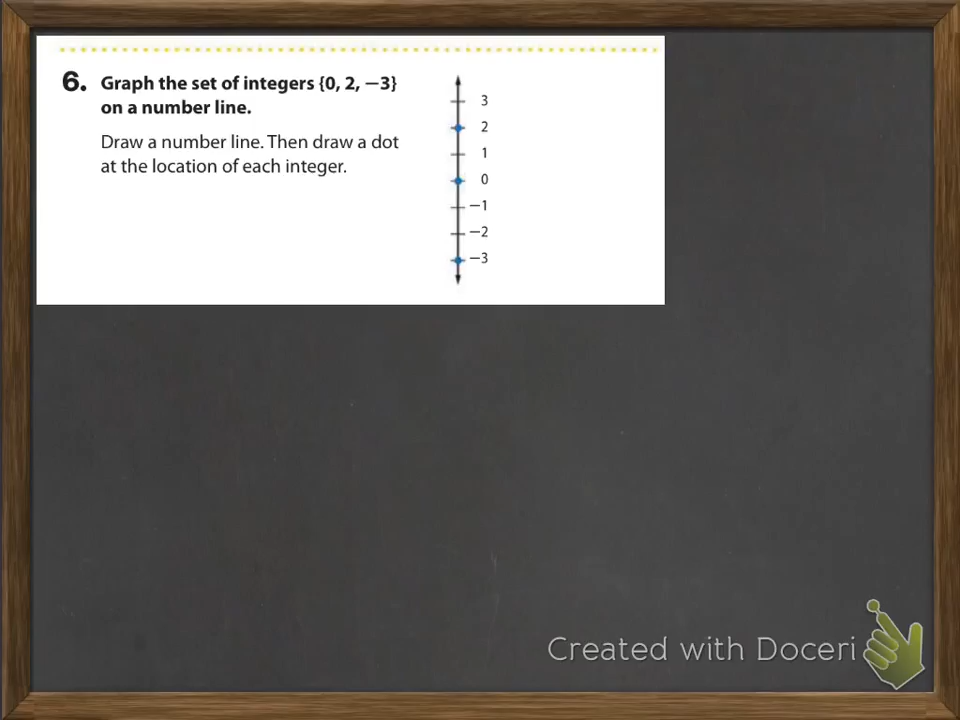 6. Graph the set of integers {0, 2, −3}
on a number line.
Draw a number line. Then draw a dot
at the location of each integer.
3
2
1
0
−1
−2
−3
Created with Doceri